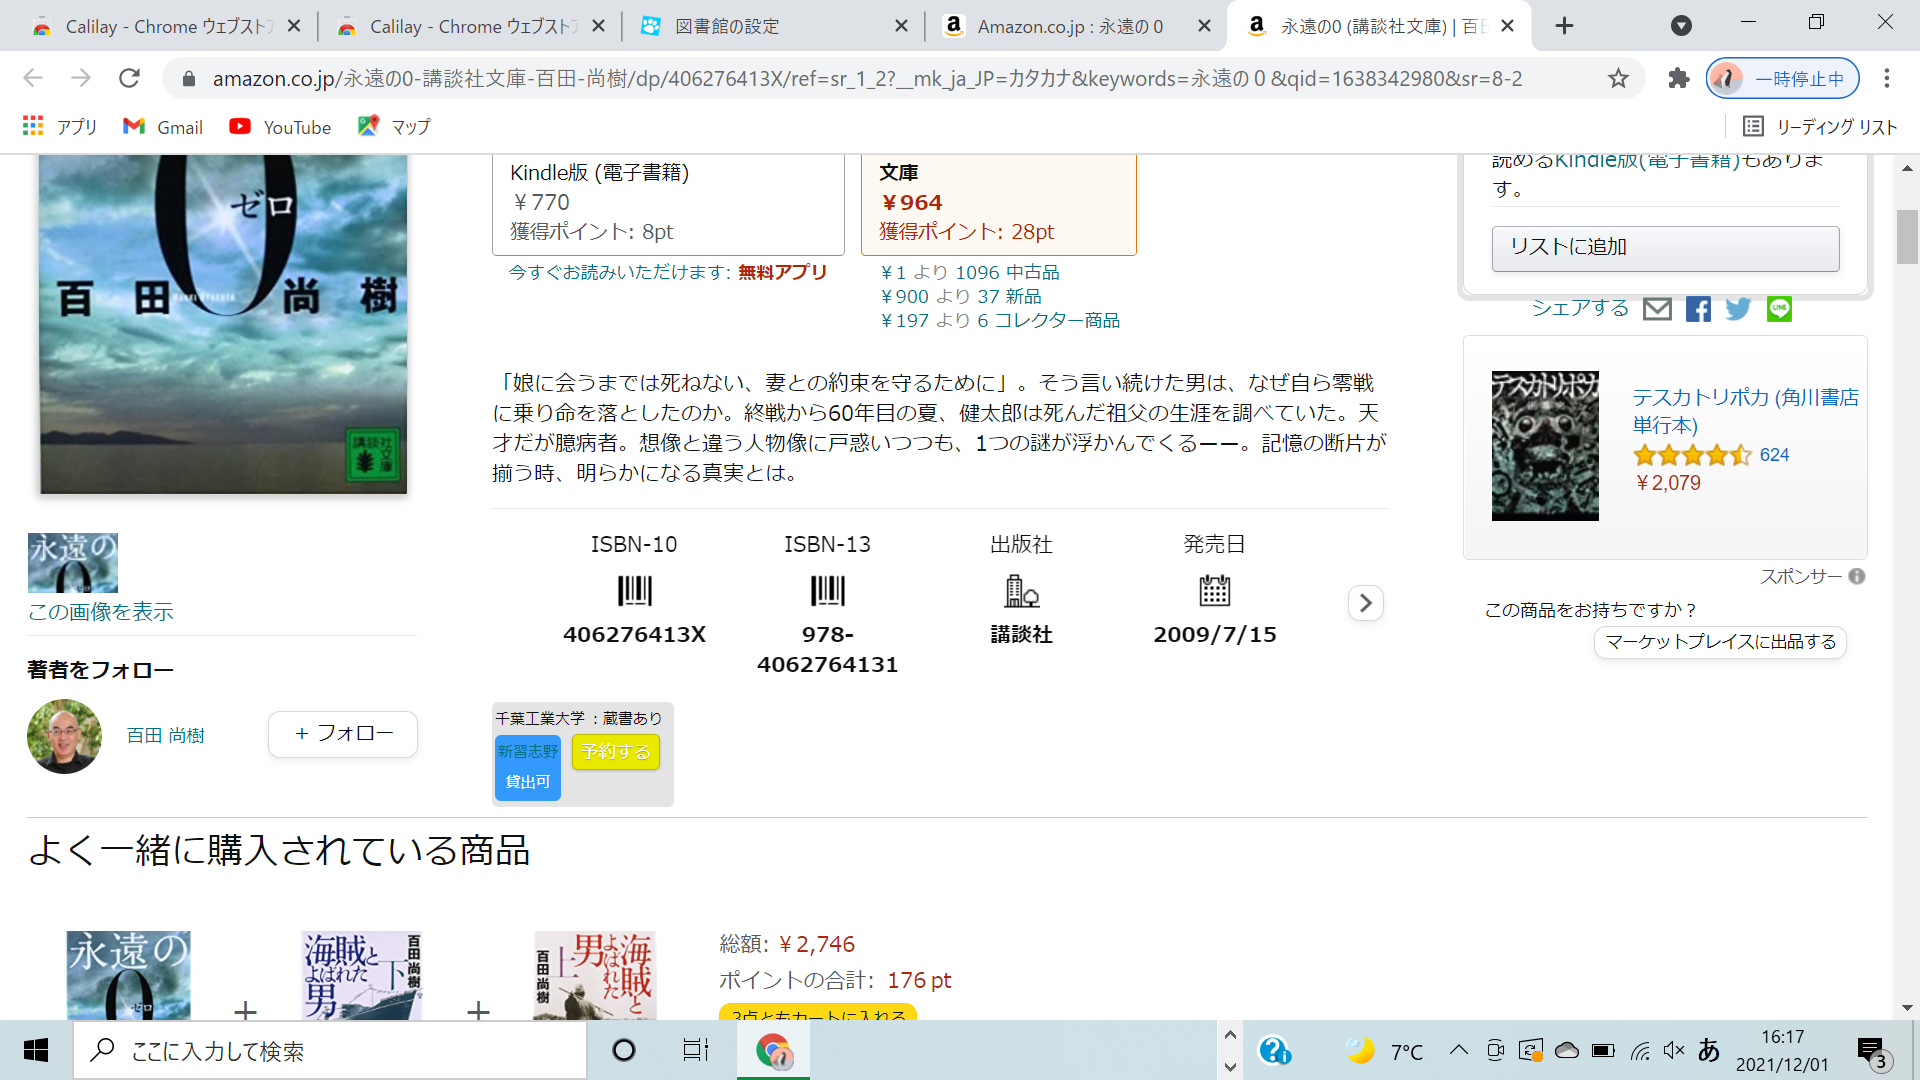 Calilay - Chrome ウェブスト
Calilay - Chrome ウェブスト
図書館の設定
Amazon.co.jp : 永遠の０
永遠の0 (講談社文庫) | 百
amazon.co.jp/永遠の0-講談社文庫-百田-尚樹/dp/406276413X/ref=sr_1_2?__mk_ja_JP=カタカナ&keywords=永遠の０&qid=1638342980&sr=8-2
一時停止中
アプリ
Gmail
YouTube
マップ
リーディング リスト
ゼロ
百田尚樹
講談社文庫
この画像を表示
著者をフォロー
百田 尚樹
+ フォロー
Kindle版 (電子書籍)
￥770
獲得ポイント: 8pt
今すぐお読みいただけます: 無料アプリ
文庫
￥964
獲得ポイント: 28pt
￥1 より 1096 中古品
￥900 より 37 新品
￥197 より 6 コレクター商品
「娘に会うまでは死ねない、妻との約束を守るために」。そう言い続けた男は、なぜ自ら零戦
に乗り命を落としたのか。終戦から60年目の夏、健太郎は死んだ祖父の生涯を調べていた。天
才だが臆病者。想像と違う人物像に戸惑いつつも、1つの謎が浮かんでくるーー。記憶の断片が
揃う時、明らかになる真実とは。
ISBN-10
406276413X
ISBN-13
978-
4062764131
出版社
講談社
発売日
2009/7/15
千葉工業大学 : 蔵書あり
新習志野
貸出可
予約する
読めるKindle版(電子書籍)もありま
す。
リストに追加
シェアする
LINE
テスカトリポカ
テスカトリポカ (角川書店
単行本)
624
￥2,079
スポンサー
この商品をお持ちですか？
マーケットプレイスに出品する
よく一緒に購入されている商品
永遠の
ゼロ
+
海賊とよばれた男 下
百田尚樹
+
海賊とよばれた男 上
百田尚樹
総額: ￥2,746
ポイントの合計: 176 pt
3点ともカートに入れる
ここに入力して検索
7°C
あ
16:17
2021/12/01
3